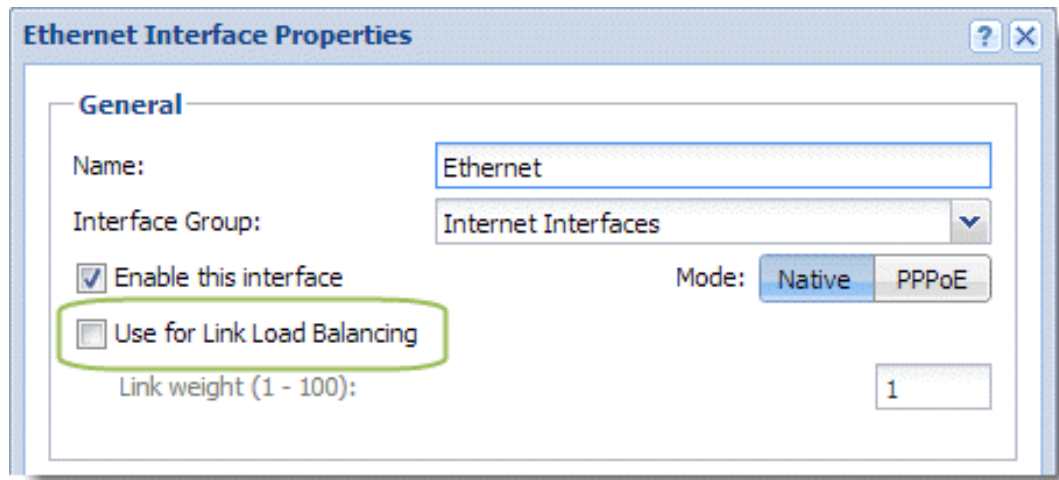 Ethernet Interface Properties
?
General
Name: Ethernet
Interface Group: Internet Interfaces
Enable this interface Mode: Native PPPoE
Use for Link Load Balancing
Link weight (1 - 100): 1